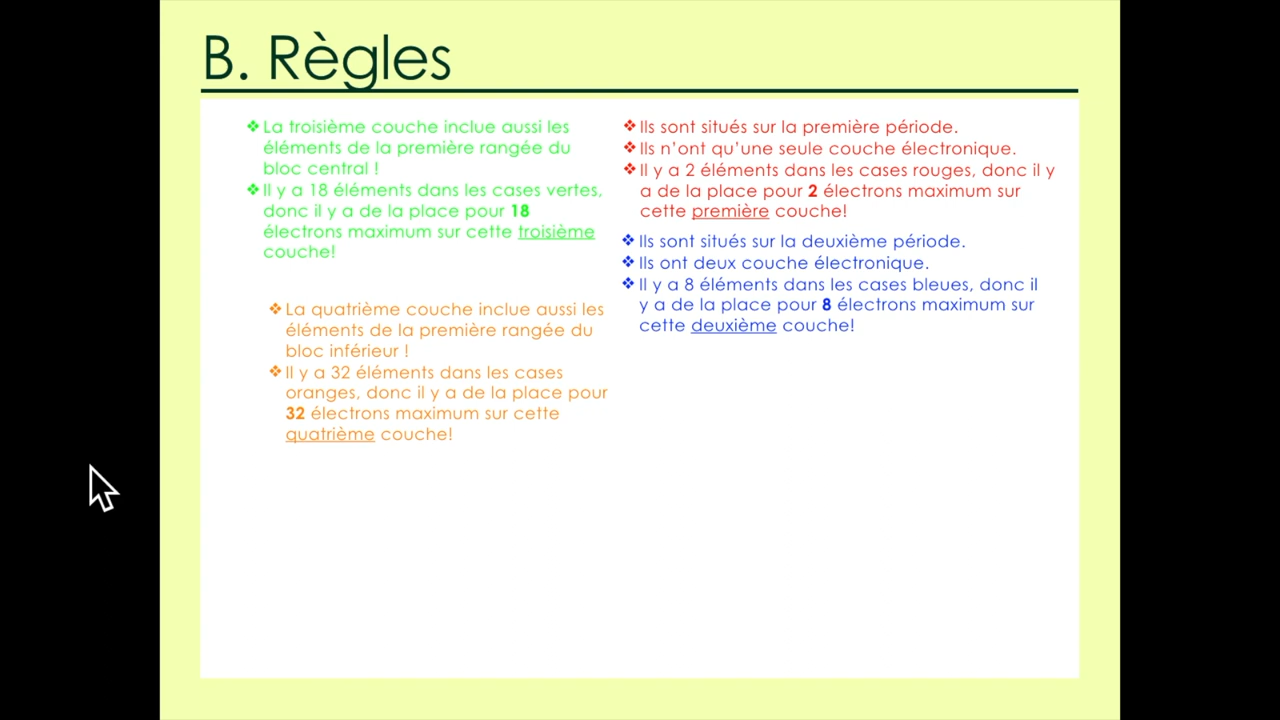 B. Règles
❖La troisième couche inclue aussi les
éléments de la première rangée du
bloc central !
❖Il y a 18 éléments dans les cases vertes,
donc il y a de la place pour 18
électrons maximum sur cette troisième
couche!
❖La quatrième couche inclue aussi les
éléments de la première rangée du
bloc inférieur !
❖Il y a 32 éléments dans les cases
oranges, donc il y a de la place pour
32 électrons maximum sur cette
quatrième couche!
❖Ils sont situés sur la première période.
❖Ils n’ont qu’une seule couche électronique.
❖Il y a 2 éléments dans les cases rouges, donc il y
a de la place pour 2 électrons maximum sur
cette première couche!
❖Ils sont situés sur la deuxième période.
❖Ils ont deux couche électronique.
❖Il y a 8 éléments dans les cases bleues, donc il
y a de la place pour 8 électrons maximum sur
cette deuxième couche!